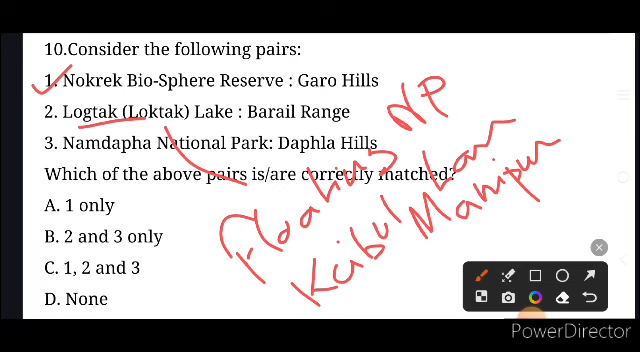 10.Consider the following pairs:
1. Nokrek Bio-Sphere Reserve : Garo Hills
2. Logtak (Loktak) Lake : Barail Range
3. Namdapha National Park: Daphla Hills
Which of the above pairs is/are correctly matched?
A. 1 only
B. 2 and 3 only
C. 1, 2 and 3
D. None
Floating NP
Keibul Lam
Manipur
PowerDirector